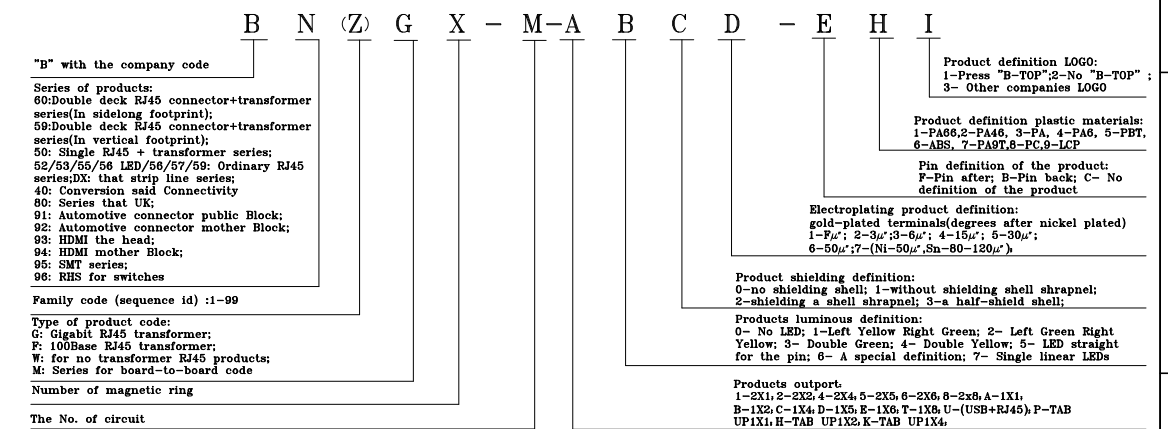 B N (Z) G X - M-A B C D - E H I
"B" with the company code
Series of products:
60:Double deck RJ45 connector+transformer
series(In sidelong footprint);
59:Double deck RJ45 connector+transformer
series(In vertical footprint);
50: Single RJ45 + transformer series;
52/53/55/56 LED/56/57/59: Ordinary RJ45
series;DX: that strip line series;
40: Conversion said Connectivity
80: Series that UK;
91: Automotive connector public Block;
92: Automotive connector mother Block;
93: HDMI the head;
94: HDMI mother Block;
95: SMT series;
96: RHS for switches
Family code (sequence id) :1-99
Type of product code:
G: Gigabit RJ45 transformer;
F: 100Base RJ45 transformer;
W: for no transformer RJ45 products;
M: Series for board-to-board code
Number of magnetic ring
The No. of circuit
Product definition LOGO:
1-Press "B-TOP";2-No "B-TOP" ;
3- Other companies LOGO
Product definition plastic materials:
1-PA66,2-PA46, 3-PA, 4-PA6, 5-PBT,
6-ABS, 7-PA9T,8-PC,9-LCP
Pin definition of the product:
F-Pin after; B-Pin back; C- No
definition of the product
Electroplating product definition:
gold-plated terminals(degrees after nickel plated)
1-Fμ"; 2-3μ";3-6μ"; 4-15μ"; 5-30μ";
6-50μ";7-(Ni-50μ",Sn-80-120μ");
Product shielding definition:
0-no shielding shell; 1-without shielding shell shrapnel;
2-shielding a shell shrapnel; 3-a half-shield shell;
Products luminous definition:
0- No LED; 1-Left Yellow Right Green; 2- Left Green Right
Yellow; 3- Double Green; 4- Double Yellow; 5- LED straight
for the pin; 6- A special definition; 7- Single linear LEDs
Products outport:
1-2X1; 2-2X2; 4-2X4; 5-2X5; 6-2X6; 8-2x8; A-1X1;
B-1X2; C-1X4; D-1X5; E-1X6; T-1X8; U-(USB+RJ45); P-TAB
UP1X1; H-TAB UP1X2; K-TAB UP1X4;